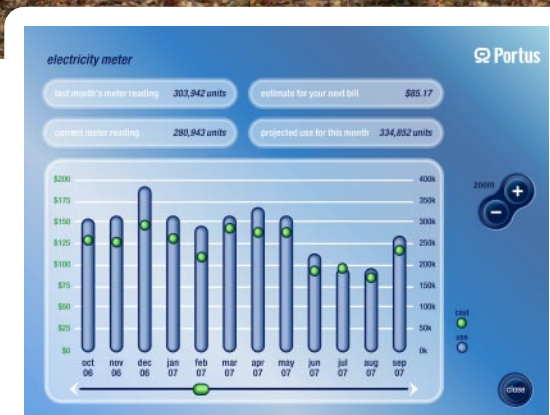 electricity meter
Portus
last month's meter reading 303,942 units
estimate for your next bill $85.17
current meter reading 280,943 units
projected use for this month 334,852 units
$200 400k
$175 350k
$150 300k
$125 250k
$100 200k
$75 150k
$50 100k
$25 50k
$0 0k
oct nov dec jan feb mar apr may jun jul aug sep
06 06 06 07 07 07 07 07 07 07 07 07
zoom
+
−
cost
use
close